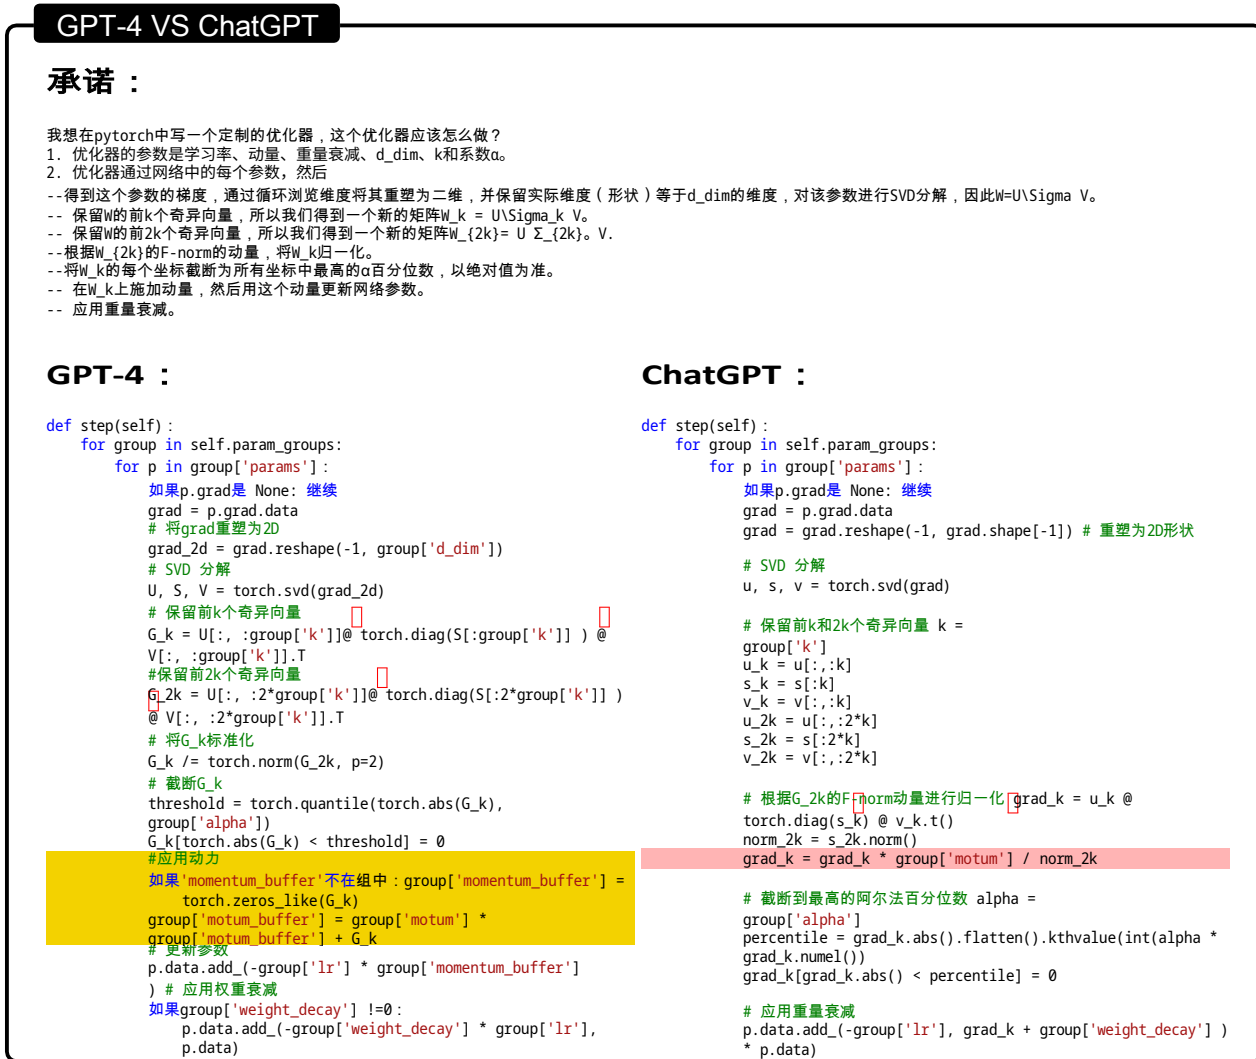 GPT-4 VS ChatGPT
承诺：
我想在pytorch中写一个定制的优化器，这个优化器应该怎么做？
1. 优化器的参数是学习率、动量、重量衰减、d_dim、k和系数α。
2. 优化器通过网络中的每个参数，然后
--得到这个参数的梯度，通过循环浏览维度将其重塑为二维，并保留实际维度（形状）等于d_dim的维度，对该参数进行SVD分解，因此W=U\Sigma V。
-- 保留W的前k个奇异向量，所以我们得到一个新的矩阵W_k = U\Sigma_k V。
-- 保留W的前2k个奇异向量，所以我们得到一个新的矩阵W_{2k}= U Σ_{2k}。V.
--根据W_{2k}的F-norm的动量，将W_k归一化。
--将W_k的每个坐标截断为所有坐标中最高的α百分位数，以绝对值为准。
-- 在W_k上施加动量，然后用这个动量更新网络参数。
-- 应用重量衰减。
GPT-4：
def step(self)：
for group in self.param_groups:
for p in group['params']：
如果p.grad是 None: 继续
grad = p.grad.data
# 将grad重塑为2D
grad_2d = grad.reshape(-1, group['d_dim'])
# SVD 分解
U, S, V = torch.svd(grad_2d)
# 保留前k个奇异向量
G_k = U[:, :group['k']]@ torch.diag(S[:group['k']] ) @
V[:, :group['k']].T
#保留前2k个奇异向量
G_2k = U[:, :2*group['k']]@ torch.diag(S[:2*group['k']] )
@ V[:, :2*group['k']].T
# 将G_k标准化
G_k /= torch.norm(G_2k, p=2)
# 截断G_k
threshold = torch.quantile(torch.abs(G_k),
group['alpha'])
G_k[torch.abs(G_k) < threshold] = 0
#应用动力
如果'momentum_buffer'不在组中：group['momentum_buffer'] =
torch.zeros_like(G_k)
group['motum_buffer'] = group['motum'] *
group['motum_buffer'] + G_k
# 更新参数
p.data.add_(-group['lr'] * group['momentum_buffer']
) # 应用权重衰减
如果group['weight_decay'] !=0：
p.data.add_(-group['weight_decay'] * group['lr'],
p.data)
ChatGPT：
def step(self)：
for group in self.param_groups:
for p in group['params']：
如果p.grad是 None: 继续
grad = p.grad.data
grad = grad.reshape(-1, grad.shape[-1]) # 重塑为2D形状
# SVD 分解
u, s, v = torch.svd(grad)
# 保留前k和2k个奇异向量 k =
group['k']
u_k = u[:,:k]
s_k = s[:k]
v_k = v[:,:k]
u_2k = u[:,:2*k]
s_2k = s[:2*k]
v_2k = v[:,:2*k]
# 根据G_2k的F-norm动量进行归一化 grad_k = u_k @
torch.diag(s_k) @ v_k.t()
norm_2k = s_2k.norm()
grad_k = grad_k * group['motum'] / norm_2k
# 截断到最高的阿尔法百分位数 alpha =
group['alpha']
percentile = grad_k.abs().flatten().kthvalue(int(alpha *
grad_k.numel())
grad_k[grad_k.abs() < percentile] = 0
# 应用重量衰减
p.data.add_(-group['lr'], grad_k + group['weight_decay'] )
* p.data)